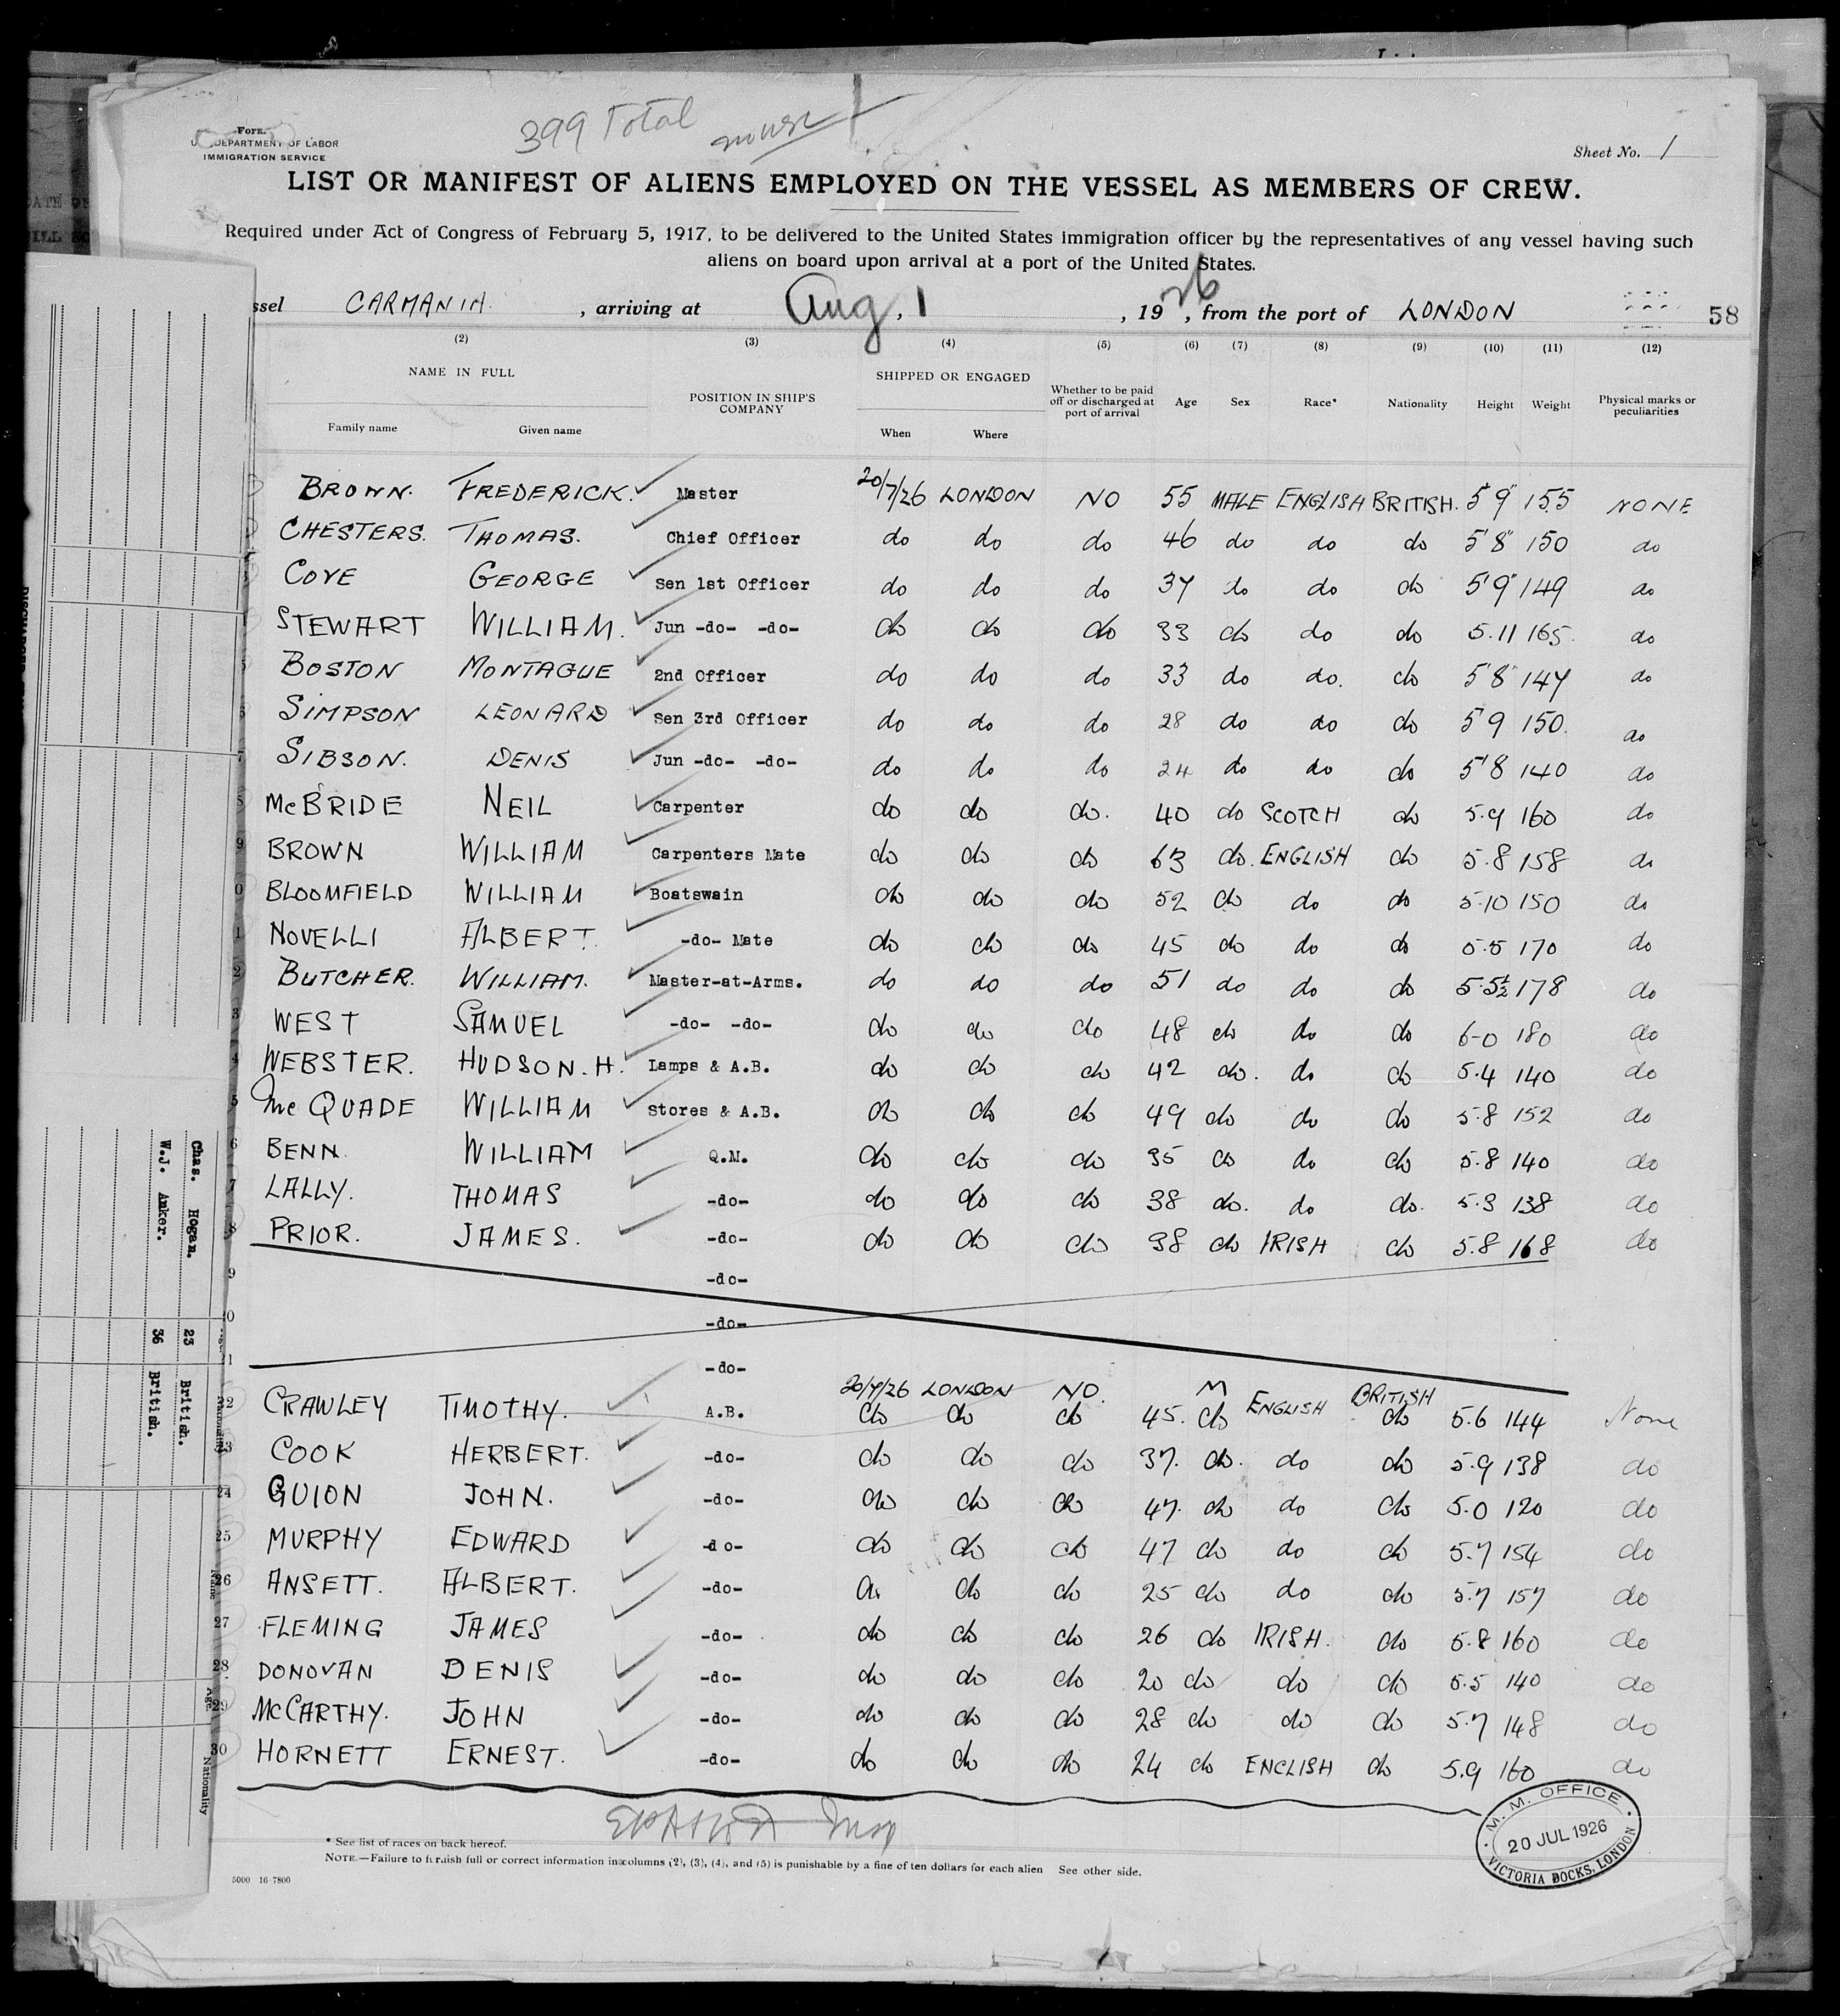 399 Total
Form
DEPARTMENT OF LABOR
IMMIGRATION SERVICE
Sheet No. 1
LIST OR MANIFEST OF ALIENS EMPLOYED ON THE VESSEL AS MEMBERS OF CREW.
Required under Act of Congress of February 5, 1917, to be delivered to the United States immigration officer by the representatives of any vessel having such
aliens on board upon arrival at a port of the United States.
ssel CARMANIA, arriving at Aug, 1, 1926, from the port of LONDON 58
(2) (3) (4) (5) (6) (7) (8) (9) (10) (11) (12)
NAME IN FULL POSITION IN SHIP'S COMPANY SHIPPED OR ENGAGED Whether to be paid off or discharged at port of arrival Age Sex Race* Nationality Height Weight Physical marks or peculiarities
Family name Given name When Where
BROWN. FREDERICK. Master 20/7/26 LONDON NO 55 MALE ENGLISH BRITISH. 5'9" 155 NONE
CHESTERS. THOMAS. Chief Officer do do do 46 do do do 5'8" 150 do
COVE GEORGE Sen 1st Officer do do do 37 do do do 5'9" 149 do
STEWART WILLIAM. Jun -do- -do- do do do 33 do do do 5.11 165 do
BOSTON MONTAGUE 2nd Officer do do do 33 do do. do 5'8" 147 do
SIMPSON LEONARD Sen 3rd Officer do do do 28 do do do 5'9 150. do
SIBSON. DENIS Jun -do- -do- do do do 24 do do do 5'8 140 do
McBRIDE NEIL Carpenter do do do. 40 do SCOTCH do 5.9 160 do
9 BROWN WILLIAM Carpenters Mate do do do 63 do. ENGLISH do 5.8 158 do
0 BLOOMFIELD WILLIAM Boatswain do do do 52 do do do 5.10 150 do
1 NOVELLI ALBERT. -do- Mate do do do 45 do do do 5.5 170 do
2 BUTCHER. WILLIAM. Master-at-Arms. do do do 51 do do do 5.5½ 178 do
3 WEST SAMUEL -do- -do- do do do 48 do do do 6-0 180 do
4 WEBSTER. HUDSON. H. Lamps & A.B. do do do 42 do. do do 5.4 140 do
5 McQUADE WILLIAM Stores & A.B. do do do 49 do do do 5.8 152 do
6 BENN WILLIAM Q.M. do do do 35 do do do 5.8 140 do
7 LALLY. THOMAS -do- do do do 38 do. do do. 5.3 138 do
8 PRIOR. JAMES. -do- do do do 38 do IRISH do 5.8 168 do
9 -do-
0 -do-
1 -do-
20/7/26 LONDON NO. M ENGLISH BRITISH
22 CRAWLEY TIMOTHY. A.B. do do do 45. do do 5.6 144 None
23 COOK HERBERT. -do- do do do 37. do. do do 5.9 138 do
24 GUION JOHN. -do- do do do 47. do do do 5.0 120 do
25 MURPHY EDWARD -do- do do do 47 do do do 5.7 154 do
26 ANSETT. ALBERT. -do- do do do 25 do do do 5.7 157 do
27 FLEMING JAMES -do- do do do 26 do IRISH. do 5.8 160 do
28 DONOVAN DENIS -do- do do do 20 do do do 5.5 140 do
29 McCARTHY. JOHN -do- do do do 28 do do do 5.7 148 do
30 HORNETT ERNEST. -do- do do do 24 do ENGLISH do 5.9 160 do
* See list of races on back hereof.
NOTE.—Failure to furnish full or correct information in columns (2), (3), (4), and (5) is punishable by a fine of ten dollars for each alien See other side.
5000 16-7800
M. M. OFFICE
20 JUL 1926
VICTORIA DOCKS, LONDON
Chas. Hogan. 23 British.
W.J. Amker. 36 British.
Age
Nationality